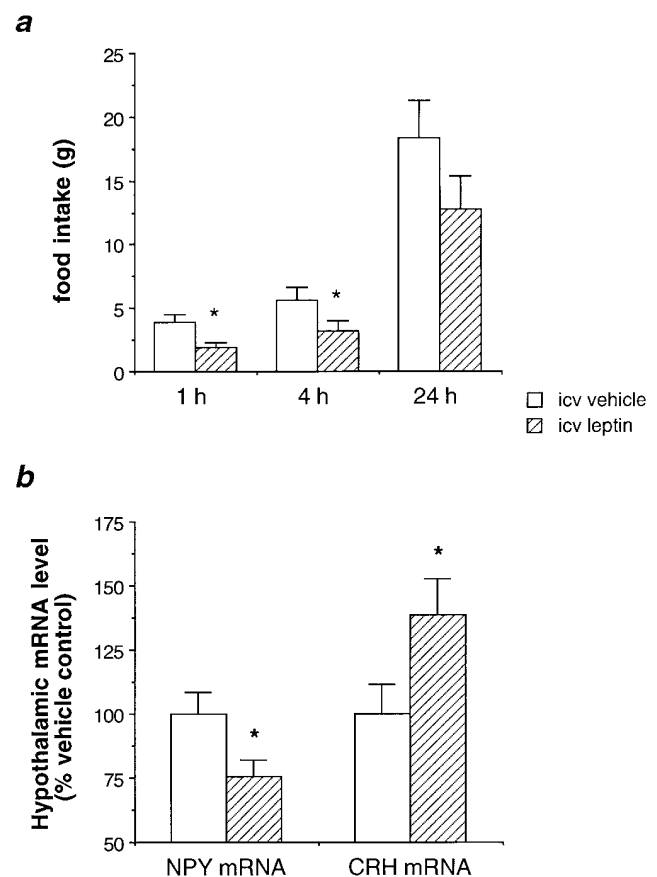 a
food intake (g)
25
20
15
10
5
0
*
*
1 h
4 h
24 h
icv vehicle
icv leptin
b
Hypothalamic mRNA level
(% vehicle control)
175
150
125
100
75
50
*
*
NPY mRNA
CRH mRNA